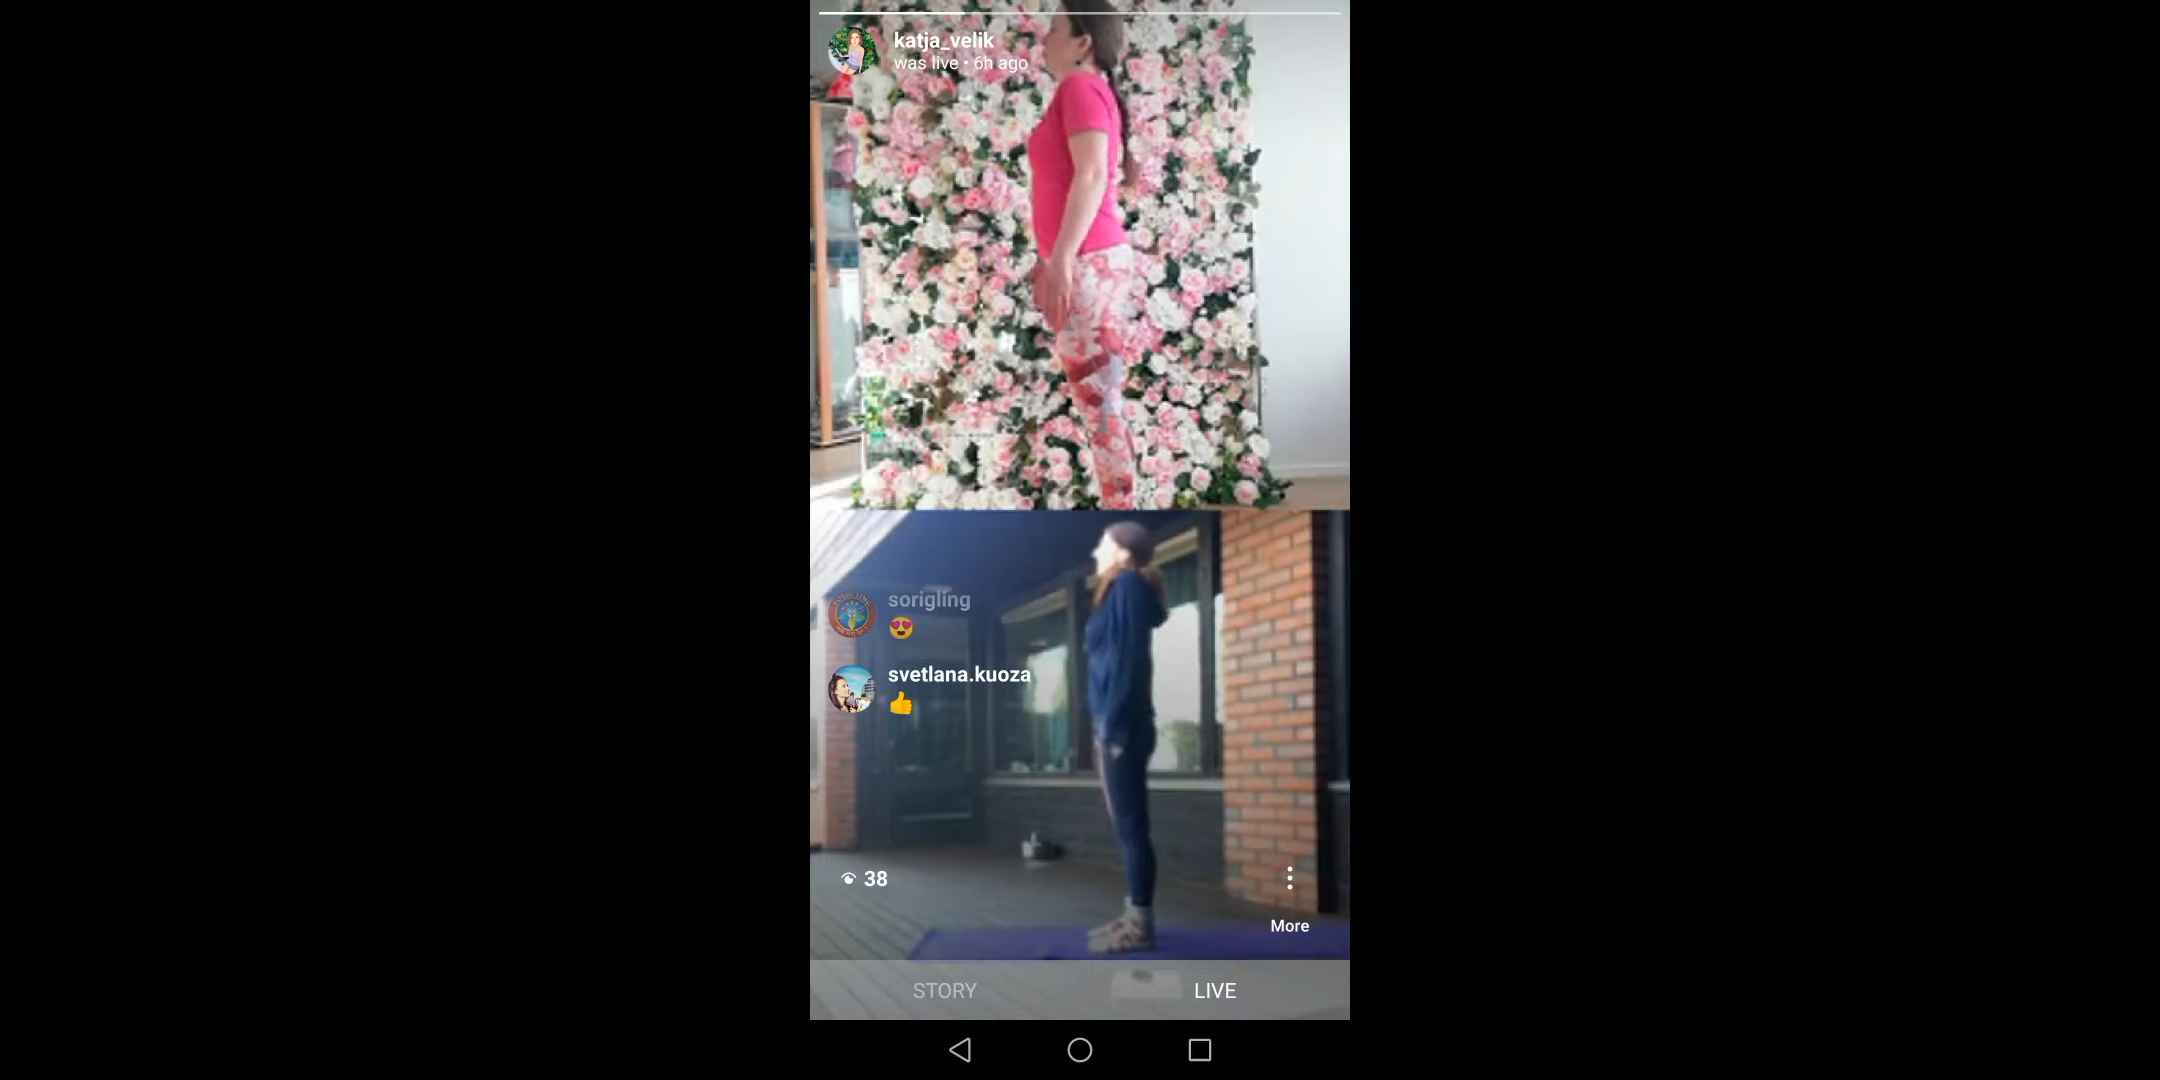 katja_velik
was live • 6h ago
sorigling
😍
svetlana.kuoza
👍
38
More
STORY
LIVE